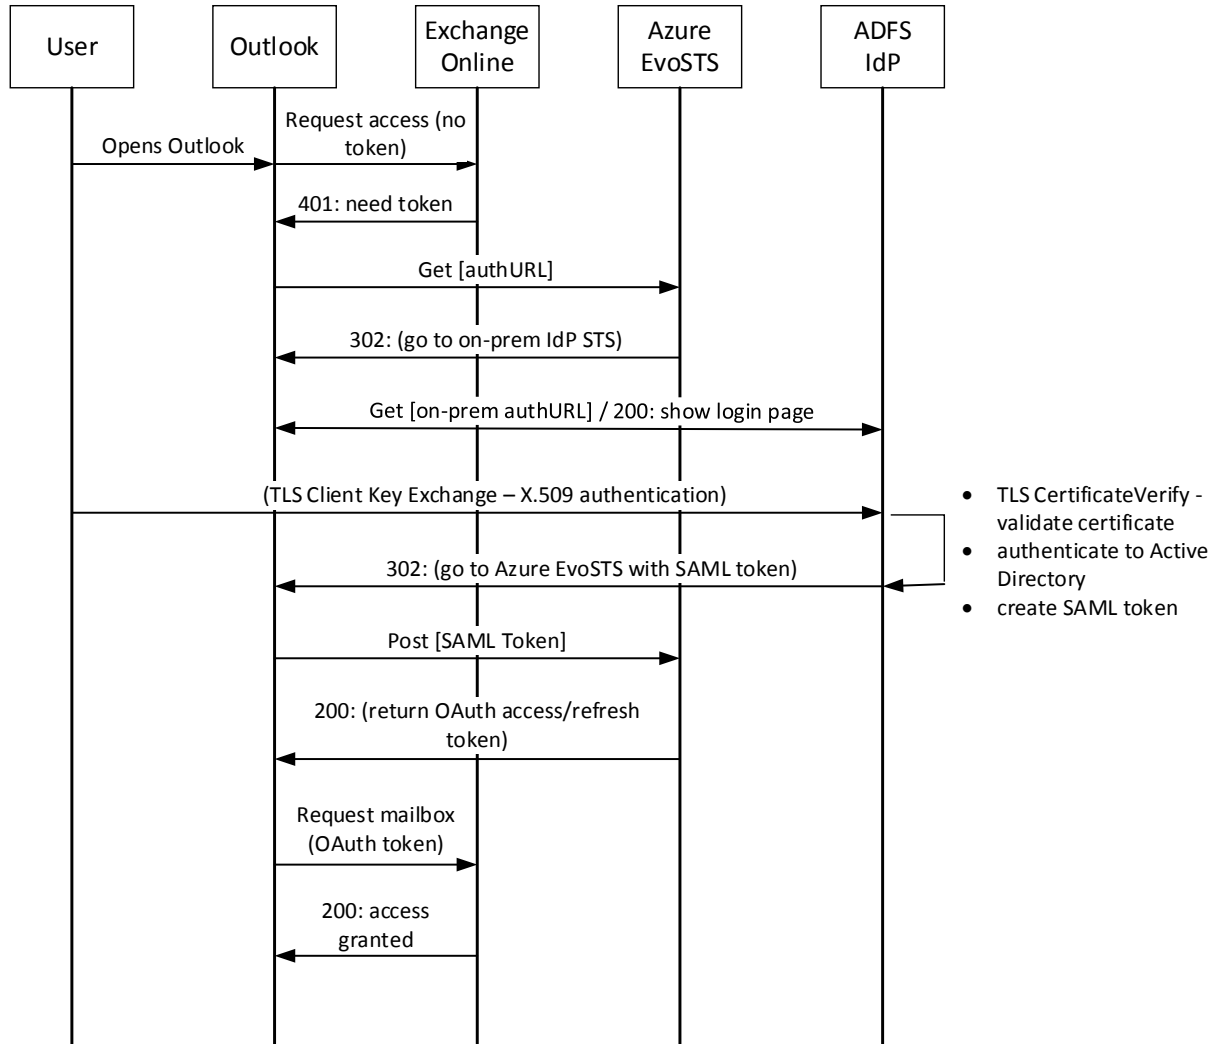 User
Outlook
Exchange
Online
Azure
EvoSTS
ADFS
IdP
Opens Outlook
Request access (no
token)
401: need token
Get [authURL]
302: (go to on-prem IdP STS)
Get [on-prem authURL] / 200: show login page
(TLS Client Key Exchange – X.509 authentication)
• TLS CertificateVerify -
validate certificate
• authenticate to Active
Directory
• create SAML token
302: (go to Azure EvoSTS with SAML token)
Post [SAML Token]
200: (return OAuth access/refresh
token)
Request mailbox
(OAuth token)
200: access
granted